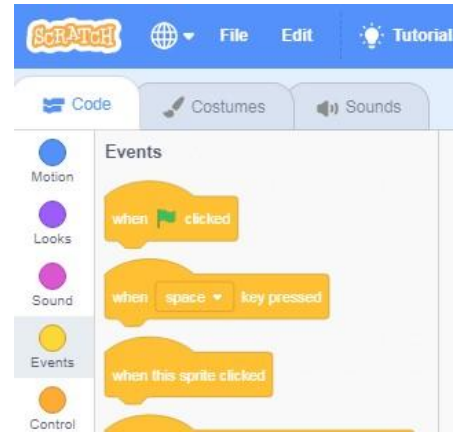 SCRATCH File Edit Tutorial
Code Costumes Sounds
Motion
Looks
Sound
Events
Control
Events
when clicked
when space key pressed
when this sprite clicked